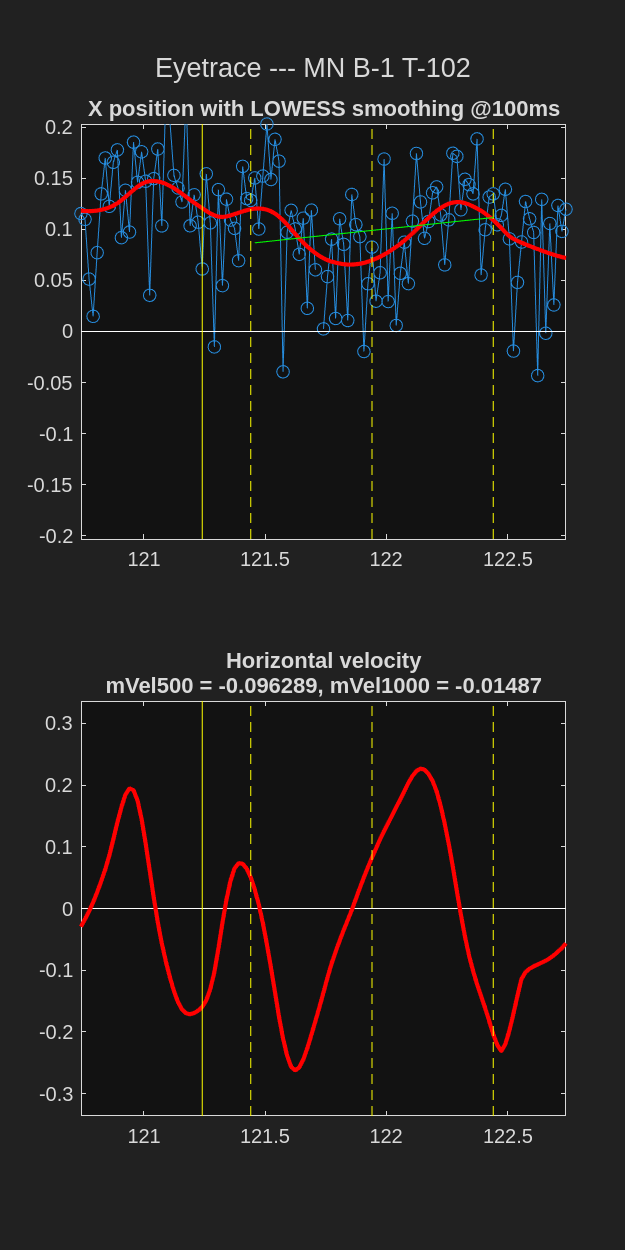 Eyetrace --- MN B-1 T-102
X position with LOWESS smoothing @100ms
0.2
0.15
0.1
0.05
0
-0.05
-0.1
-0.15
-0.2
121 121.5 122 122.5
Horizontal velocity
mVel500 = -0.096289, mVel1000 = -0.01487
0.3
0.2
0.1
0
-0.1
-0.2
-0.3
121 121.5 122 122.5